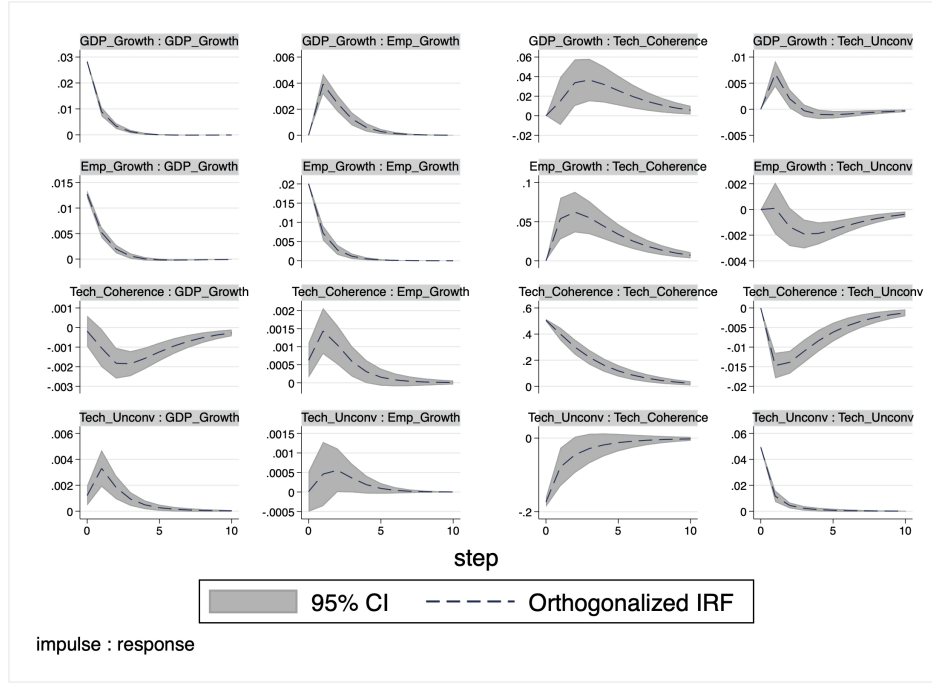 GDP_Growth : GDP_Growth
GDP_Growth : Emp_Growth
GDP_Growth : Tech_Coherence
GDP_Growth : Tech_Unconv
.03
.02
.01
0
.006
.004
.002
0
.06
.04
.02
0
-.02
.01
.005
0
-.005
Emp_Growth : GDP_Growth
Emp_Growth : Emp_Growth
Emp_Growth : Tech_Coherence
Emp_Growth : Tech_Unconv
.015
.01
.005
0
.02
.015
.01
.005
0
.1
.05
0
.002
0
-.002
-.004
Tech_Coherence : GDP_Growth
Tech_Coherence : Emp_Growth
Tech_Coherence : Tech_Coherence
Tech_Coherence : Tech_Unconv
.001
0
-.001
-.002
-.003
.002
.0015
.001
.0005
0
.6
.4
.2
0
0
-.005
-.01
-.015
-.02
Tech_Unconv : GDP_Growth
Tech_Unconv : Emp_Growth
Tech_Unconv : Tech_Coherence
Tech_Unconv : Tech_Unconv
.006
.004
.002
0
.0015
.001
.0005
0
-.0005
0
-.2
.06
.04
.02
0
0 5 10
0 5 10
0 5 10
0 5 10
step
95% CI
Orthogonalized IRF
impulse : response